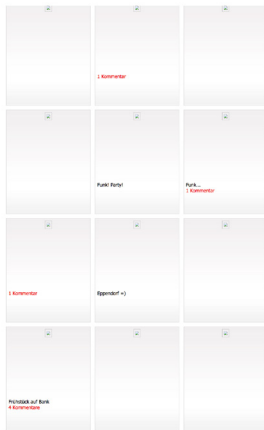 1 Kommentar
Punk! Party!
Punk...
1 Kommentar
1 Kommentar
Eppendorf =)
Frühstück auf Bank
4 Kommentare